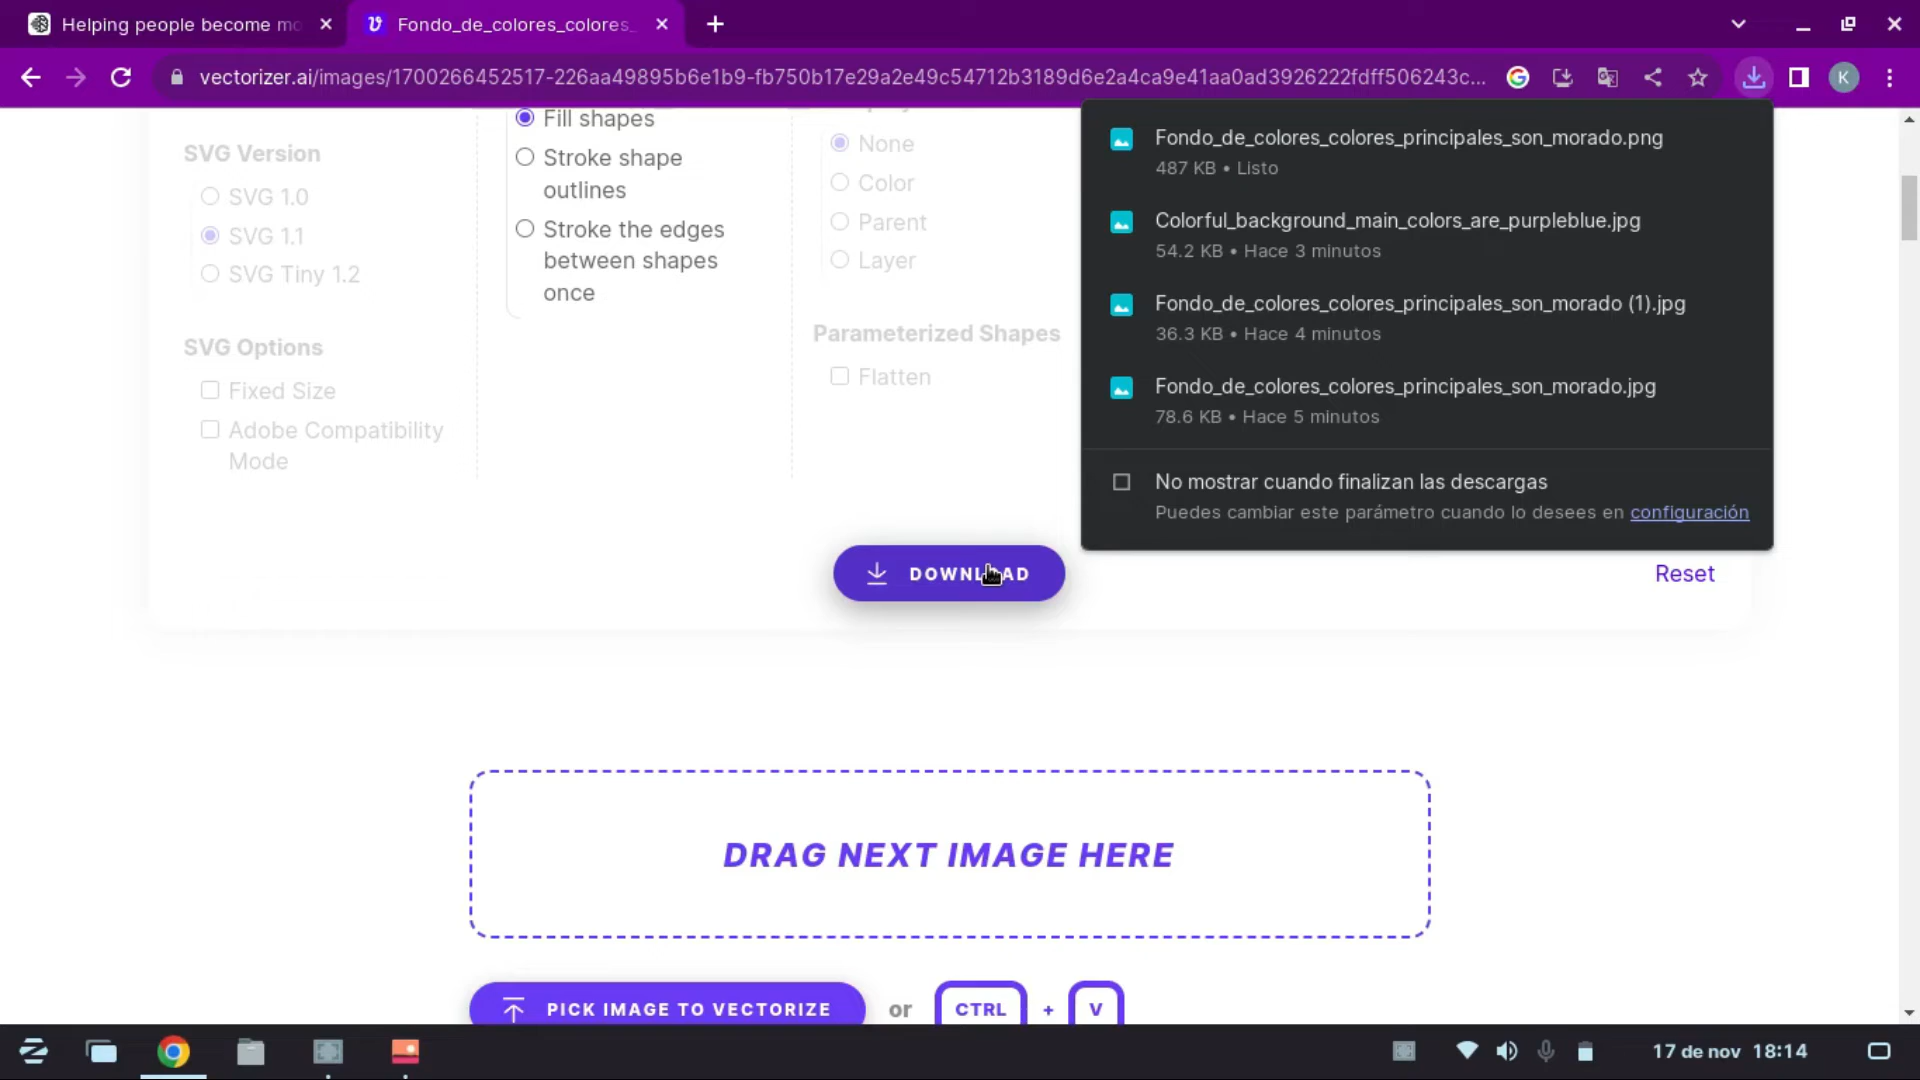 Helping people become mo
Fondo_de_colores_colores_
vectorizer.ai/images/1700266452517-226aa49895b6e1b9-fb750b17e29a2e49c54712b3189d6e2a4ca9e41aa0ad3926222fdff506243c...
K
Fill shapes
Stroke shape
outlines
Stroke the edges
between shapes
once
SVG Version
SVG 1.0
SVG 1.1
SVG Tiny 1.2
SVG Options
Fixed Size
Adobe Compatibility
Mode
None
Color
Parent
Layer
Parameterized Shapes
Flatten
Fondo_de_colores_colores_principales_son_morado.png
487 KB • Listo
Colorful_background_main_colors_are_purpleblue.jpg
54.2 KB • Hace 3 minutos
Fondo_de_colores_colores_principales_son_morado (1).jpg
36.3 KB • Hace 4 minutos
Fondo_de_colores_colores_principales_son_morado.jpg
78.6 KB • Hace 5 minutos
No mostrar cuando finalizan las descargas
Puedes cambiar este parámetro cuando lo desees en configuración
DOWNLOAD
Reset
DRAG NEXT IMAGE HERE
PICK IMAGE TO VECTORIZE or CTRL + V
17 de nov 18:14